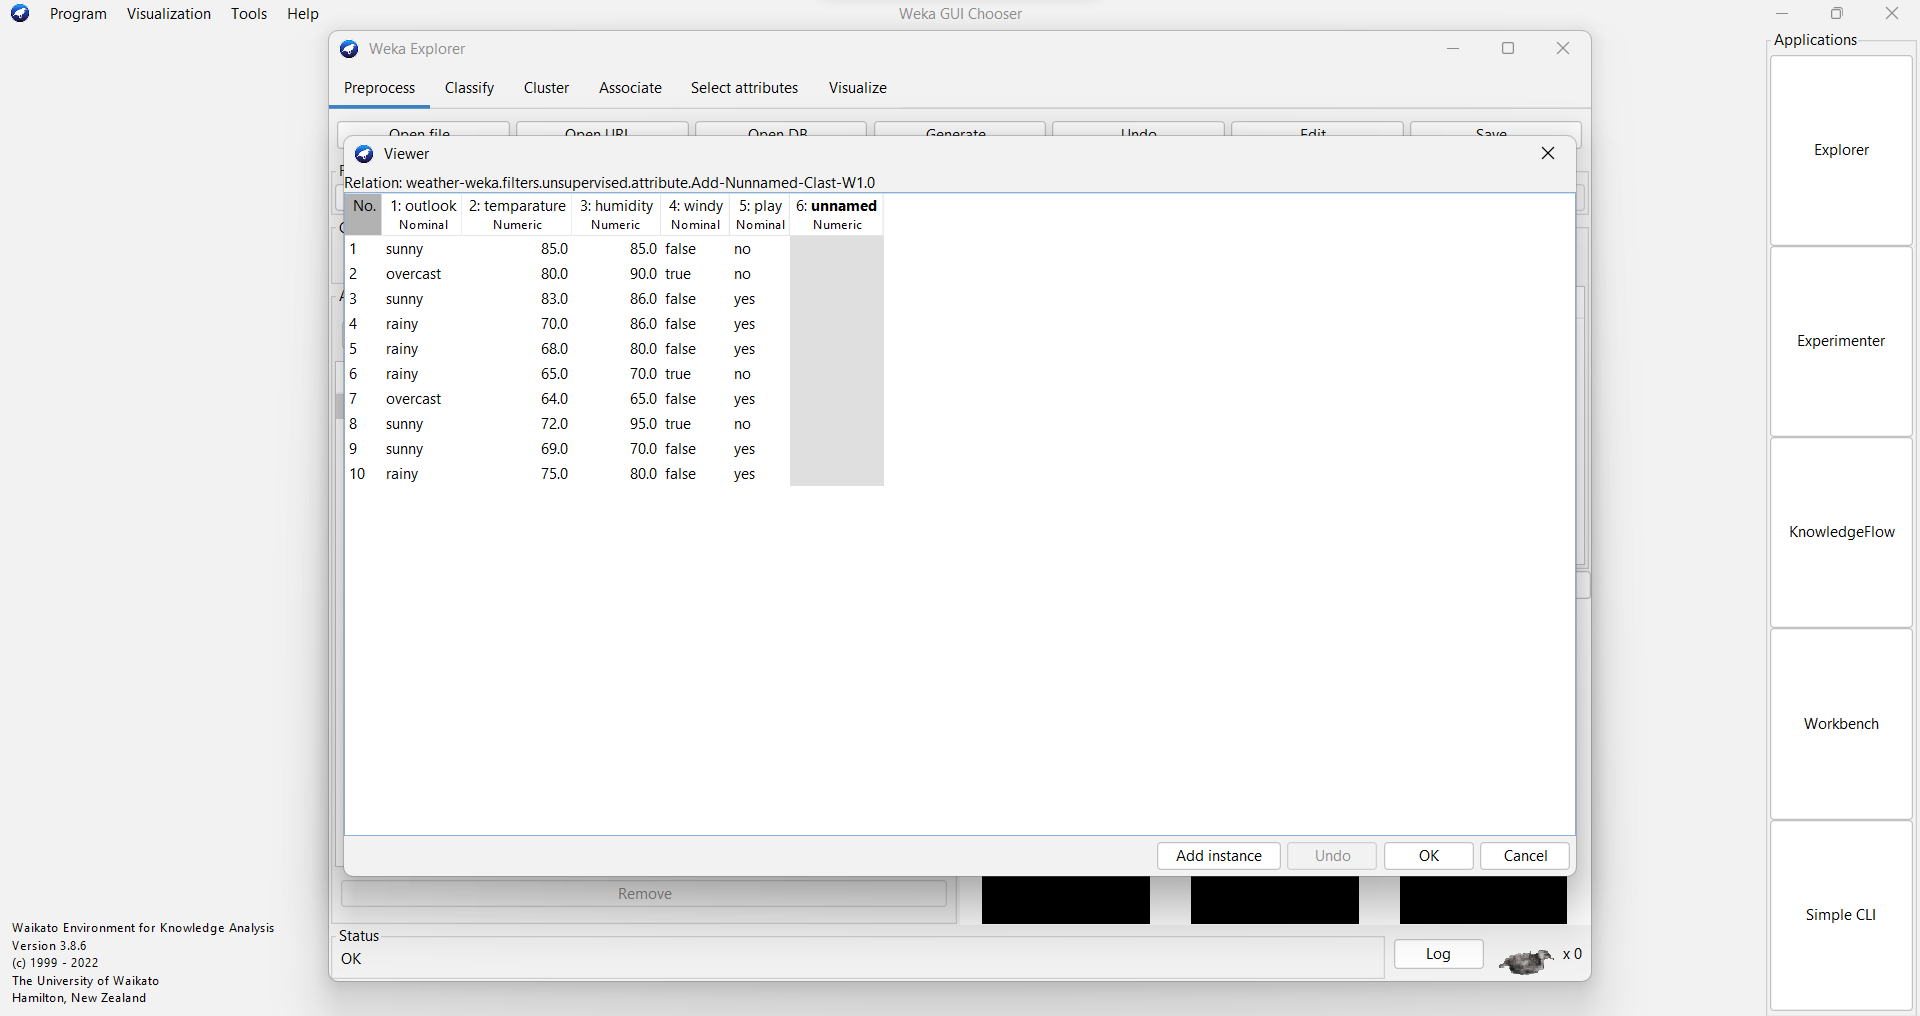 Program Visualization Tools Help
Weka GUI Chooser
Applications
Weka Explorer
Preprocess Classify Cluster Associate Select attributes Visualize
Open file Open URL Open DB Generate Undo Edit Save
Viewer
Relation: weather-weka.filters.unsupervised.attribute.Add-Nunnamed-Clast-W1.0
No. 1: outlook 2: temparature 3: humidity 4: windy 5: play 6: unnamed
Nominal Numeric Numeric Nominal Nominal Numeric
1 sunny 85.0 85.0 false no
2 overcast 80.0 90.0 true no
3 sunny 83.0 86.0 false yes
4 rainy 70.0 86.0 false yes
5 rainy 68.0 80.0 false yes
6 rainy 65.0 70.0 true no
7 overcast 64.0 65.0 false yes
8 sunny 72.0 95.0 true no
9 sunny 69.0 70.0 false yes
10 rainy 75.0 80.0 false yes
Add instance Undo OK Cancel
Remove
Status
OK
Log
x 0
Explorer
Experimenter
KnowledgeFlow
Workbench
Simple CLI
Waikato Environment for Knowledge Analysis
Version 3.8.6
(c) 1999 - 2022
The University of Waikato
Hamilton, New Zealand